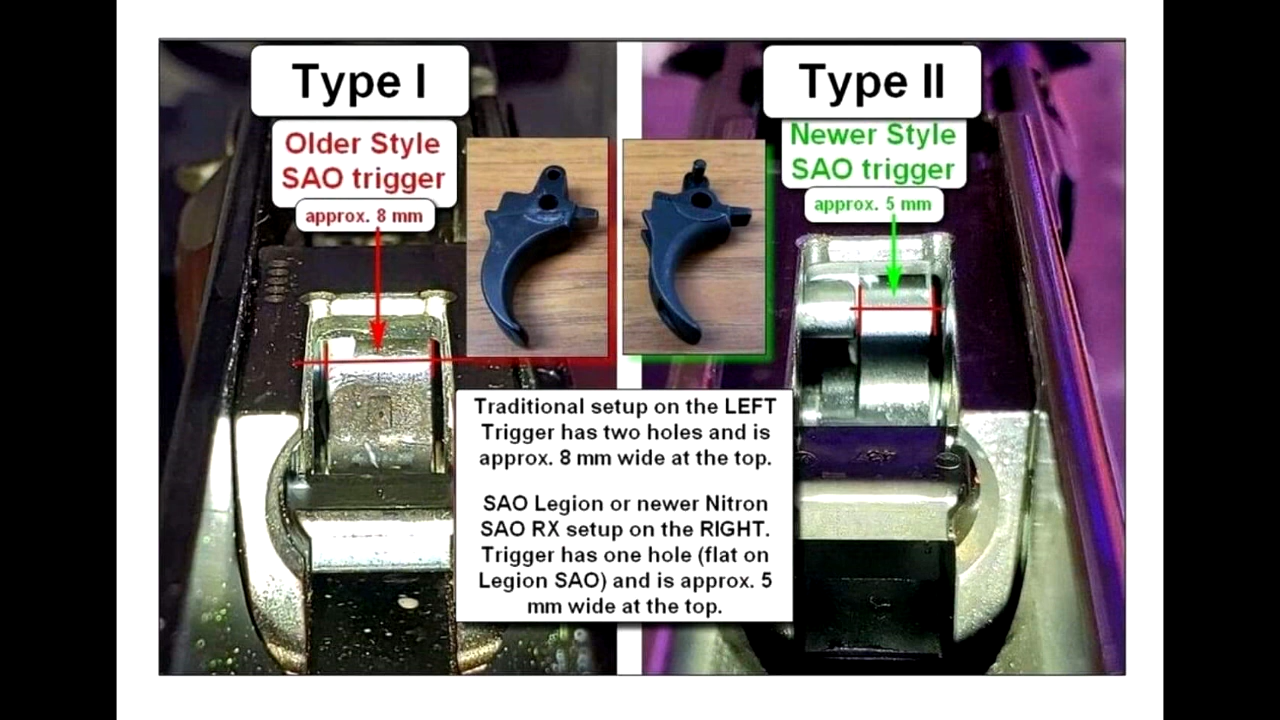 Type I
Older Style
SAO trigger
approx. 8 mm
Type II
Newer Style
SAO trigger
approx. 5 mm
Traditional setup on the LEFT
Trigger has two holes and is
approx. 8 mm wide at the top.
SAO Legion or newer Nitron
SAO RX setup on the RIGHT.
Trigger has one hole (flat on
Legion SAO) and is approx. 5
mm wide at the top.